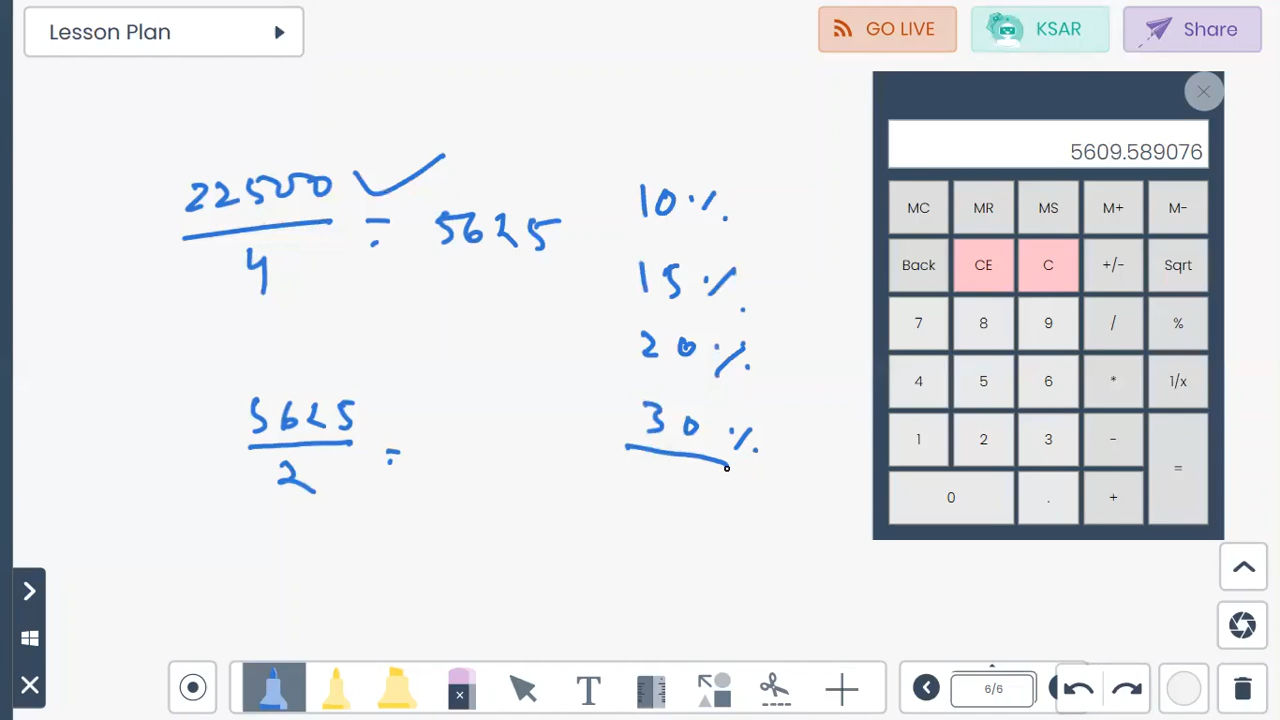 Lesson Plan
GO LIVE
KSAR
Share
22500/4 = 5625
5625/2 =
10%
15%
20%
30%
5609.589076
MC MR MS M+ M-
Back CE C +/- Sqrt
7 8 9 / %
4 5 6 * 1/x
1 2 3 -
0 . + =
T
6/6